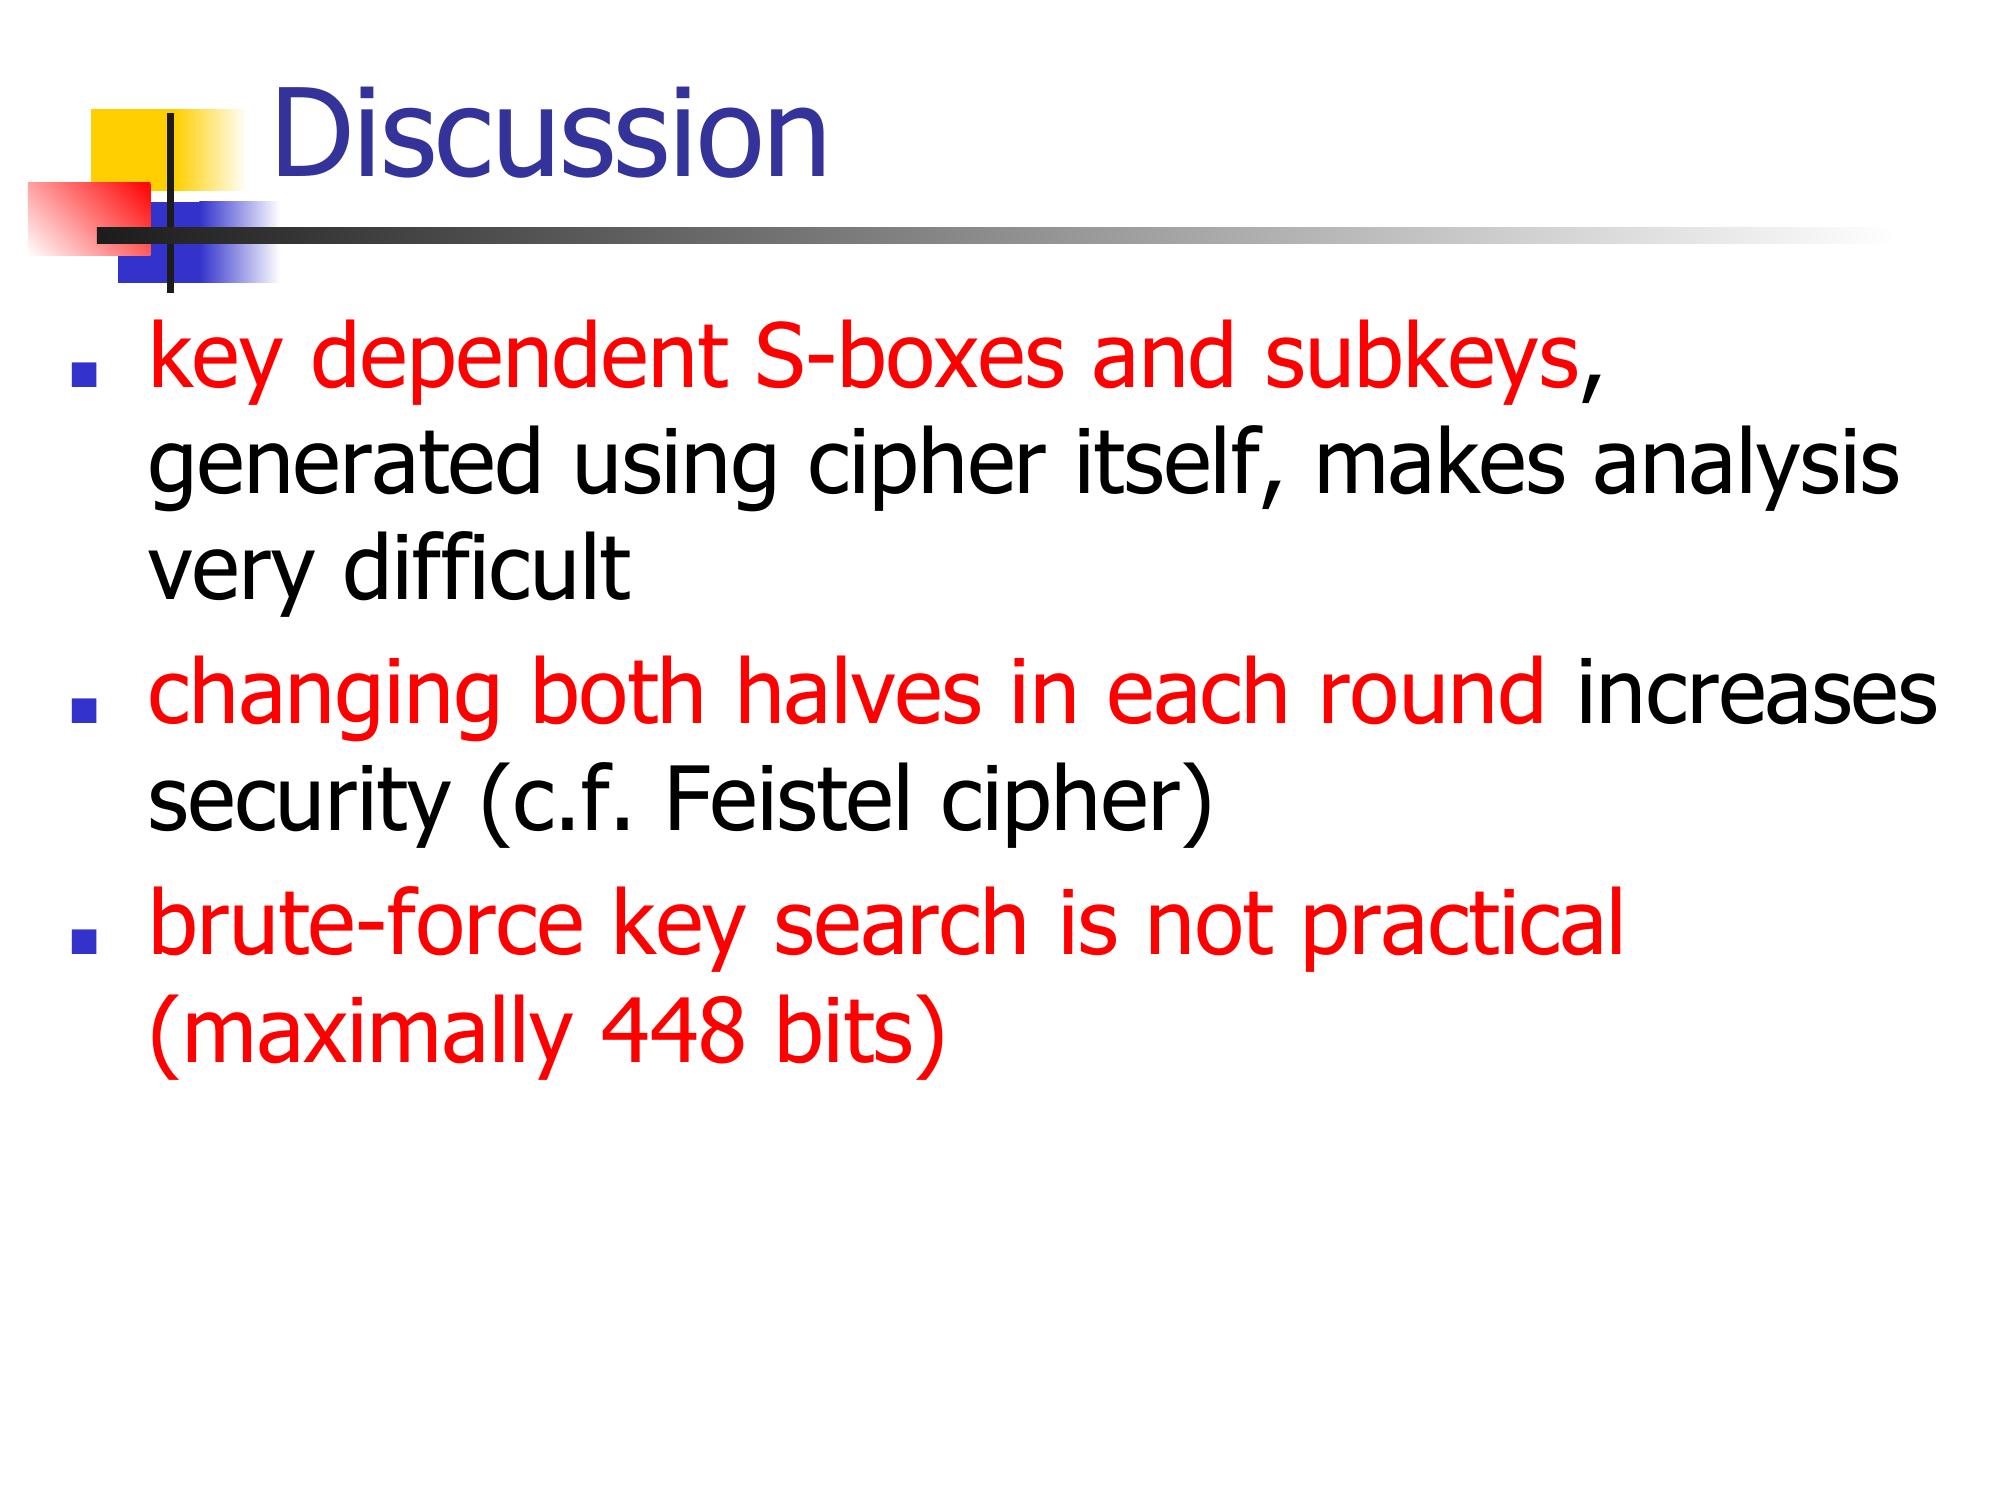 Discussion
key dependent S-boxes and subkeys,
generated using cipher itself, makes analysis
very difficult
changing both halves in each round increases
security (c.f. Feistel cipher)
brute-force key search is not practical
(maximally 448 bits)